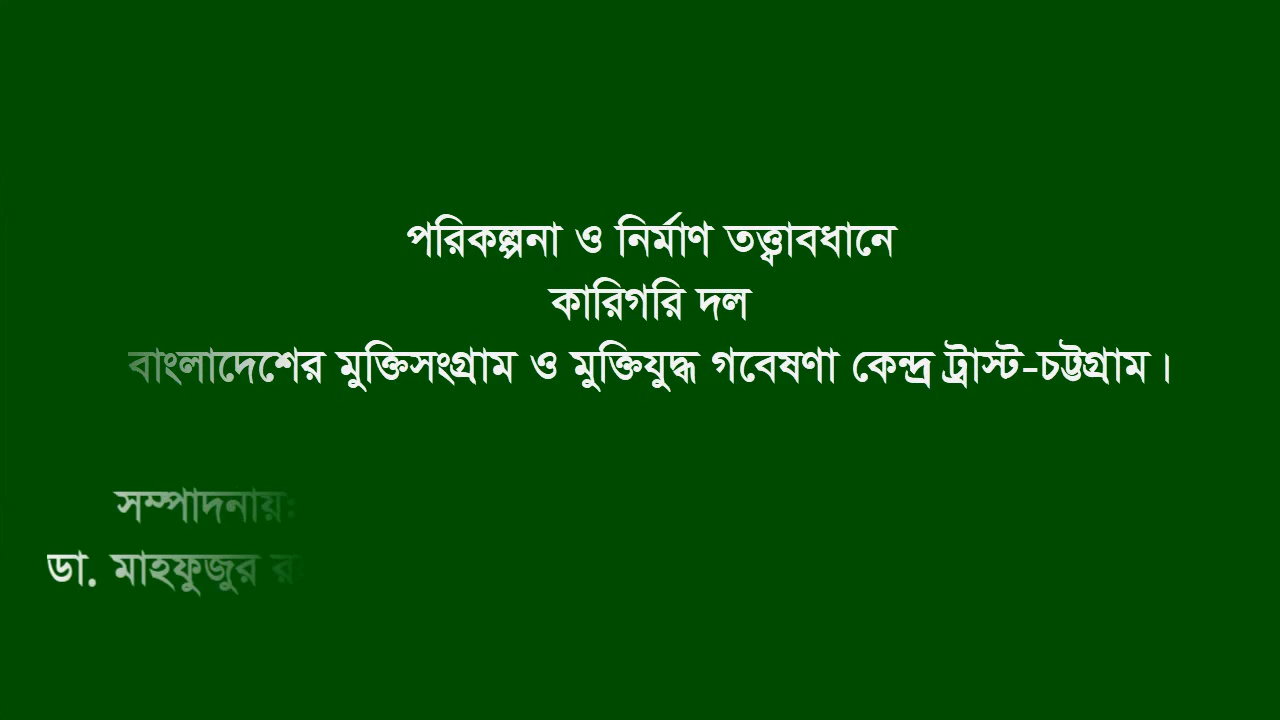 পরিকল্পনা ও নির্মাণ তত্ত্বাবধানে
কারিগরি দল
বাংলাদেশের মুক্তিসংগ্রাম ও মুক্তিযুদ্ধ গবেষণা কেন্দ্র ট্রাস্ট-চট্টগ্রাম।
সম্পাদনায়:
ডা. মাহফুজুর